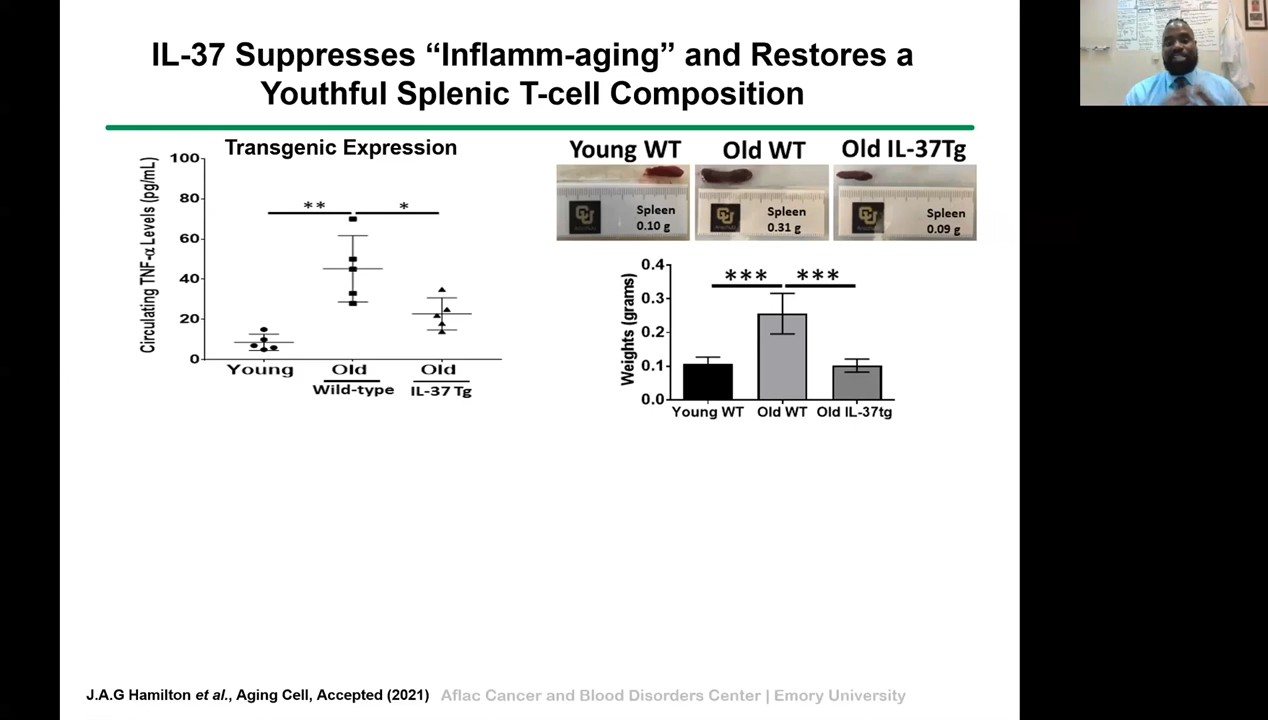 IL-37 Suppresses “Inflamm-aging” and Restores a
Youthful Splenic T-cell Composition
Transgenic Expression
Circulating TNF-α Levels (pg/mL)
100
80
60
40
20
0
** *
Young Old Old
Wild-type IL-37 Tg
Young WT Old WT Old IL-37Tg
CU Spleen 0.10 g
CU Spleen 0.31 g
CU Spleen 0.09 g
Weights (grams)
0.4
0.3
0.2
0.1
0.0
*** ***
Young WT Old WT Old IL-37tg
J.A.G Hamilton et al., Aging Cell, Accepted (2021) Aflac Cancer and Blood Disorders Center | Emory University